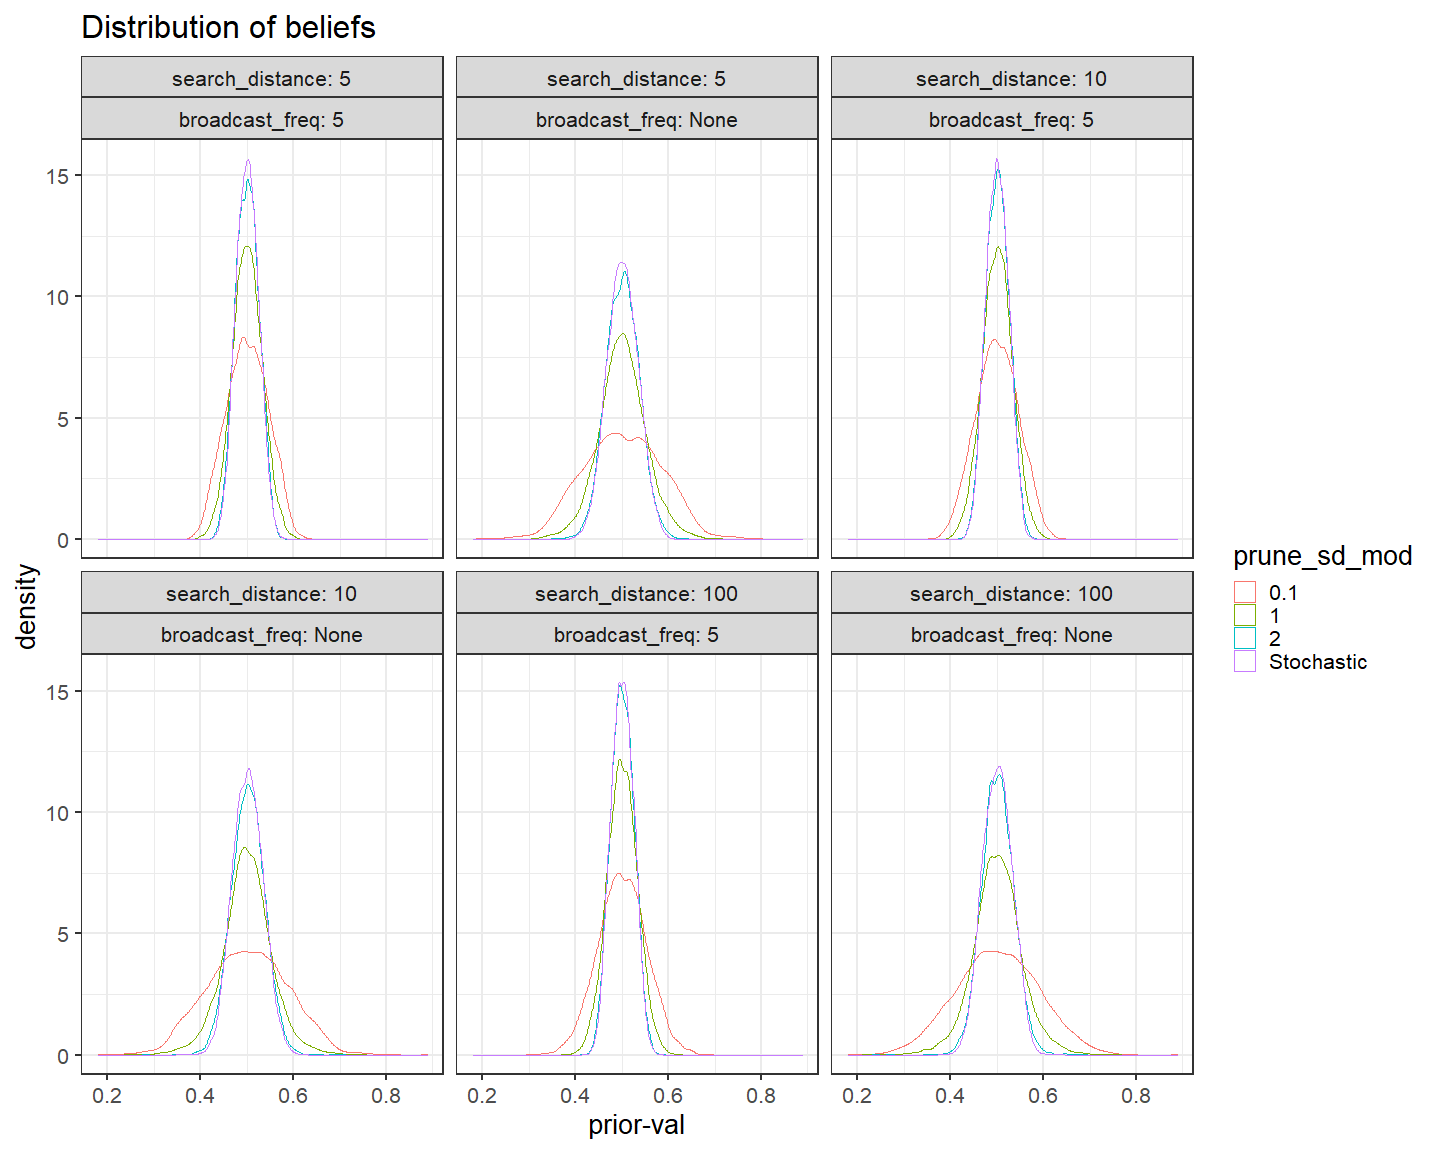 Distribution of beliefs
search_distance: 5
broadcast_freq: 5
search_distance: 5
broadcast_freq: None
search_distance: 10
broadcast_freq: 5
15
10
5
0
search_distance: 10
broadcast_freq: None
search_distance: 100
broadcast_freq: 5
search_distance: 100
broadcast_freq: None
15
10
5
0
0.2 0.4 0.6 0.8
0.2 0.4 0.6 0.8
0.2 0.4 0.6 0.8
prior-val
density
prune_sd_mod
0.1
1
2
Stochastic